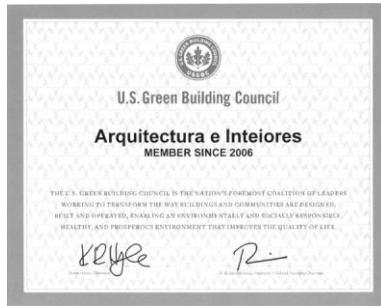 U.S. Green Building Council
Arquitectura e Inteiores
MEMBER SINCE 2006
THE U.S. GREEN BUILDING COUNCIL IS THE NATION'S FOREMOST COALITION OF LEADERS
WORKING TO TRANSFORM THE WAY BUILDINGS AND COMMUNITIES ARE DESIGNED,
BUILT AND OPERATED, ENABLING AN ENVIRONMENTALLY AND SOCIALLY RESPONSIBLE,
HEALTHY, AND PROSPEROUS ENVIRONMENT THAT IMPROVES THE QUALITY OF LIFE.